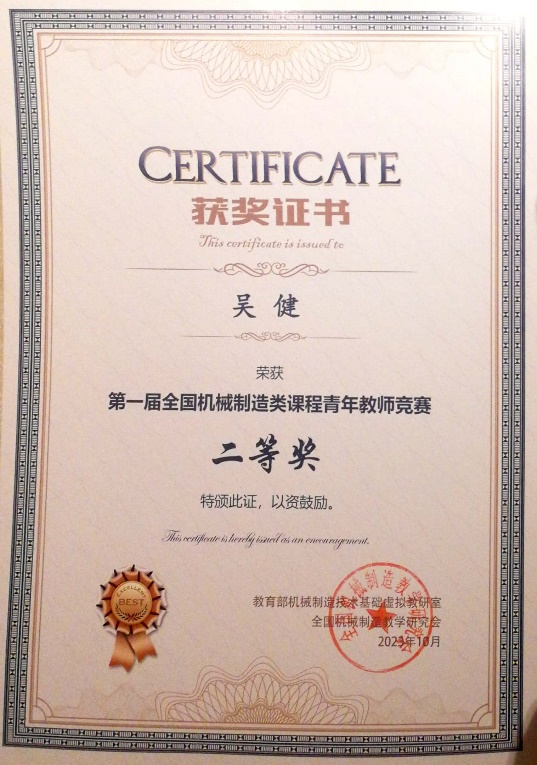 CERTIFICATE
获奖证书
This certificate is issued to
吴 健
荣获
第一届全国机械制造类课程青年教师竞赛
二等奖
特颁此证，以资鼓励。
This certificate is hereby issued as an encouragement.
EXCELLENT
BEST
教育部机械制造技术基础虚拟教研室
全国机械制造教学研究会
2023年10月